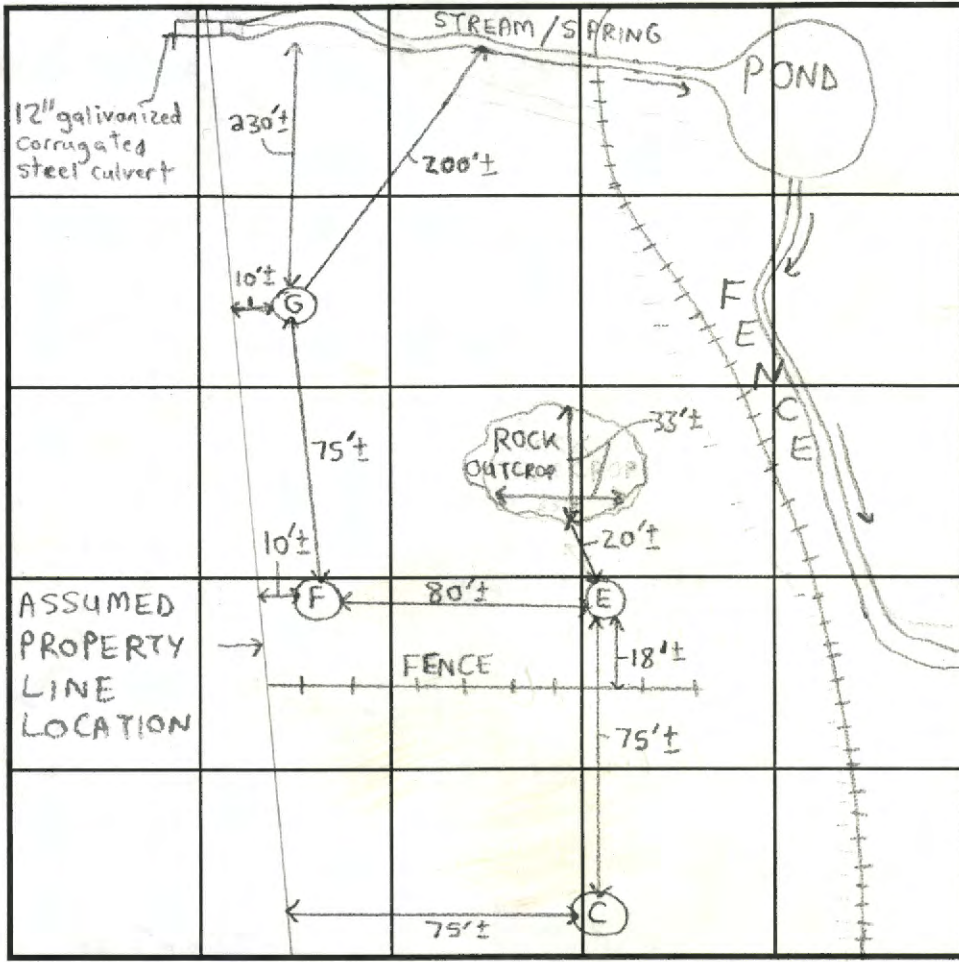 STREAM/SPRING
POND
12" galivanized
corrugated
steel culvert
230'±
200'±
10'±
G
FENCE
75'±
ROCK
OUTCROP
33'±
20'±
10'±
F
80'±
E
ASSUMED
PROPERTY
LINE
LOCATION
FENCE
18'±
75'±
C
75'±